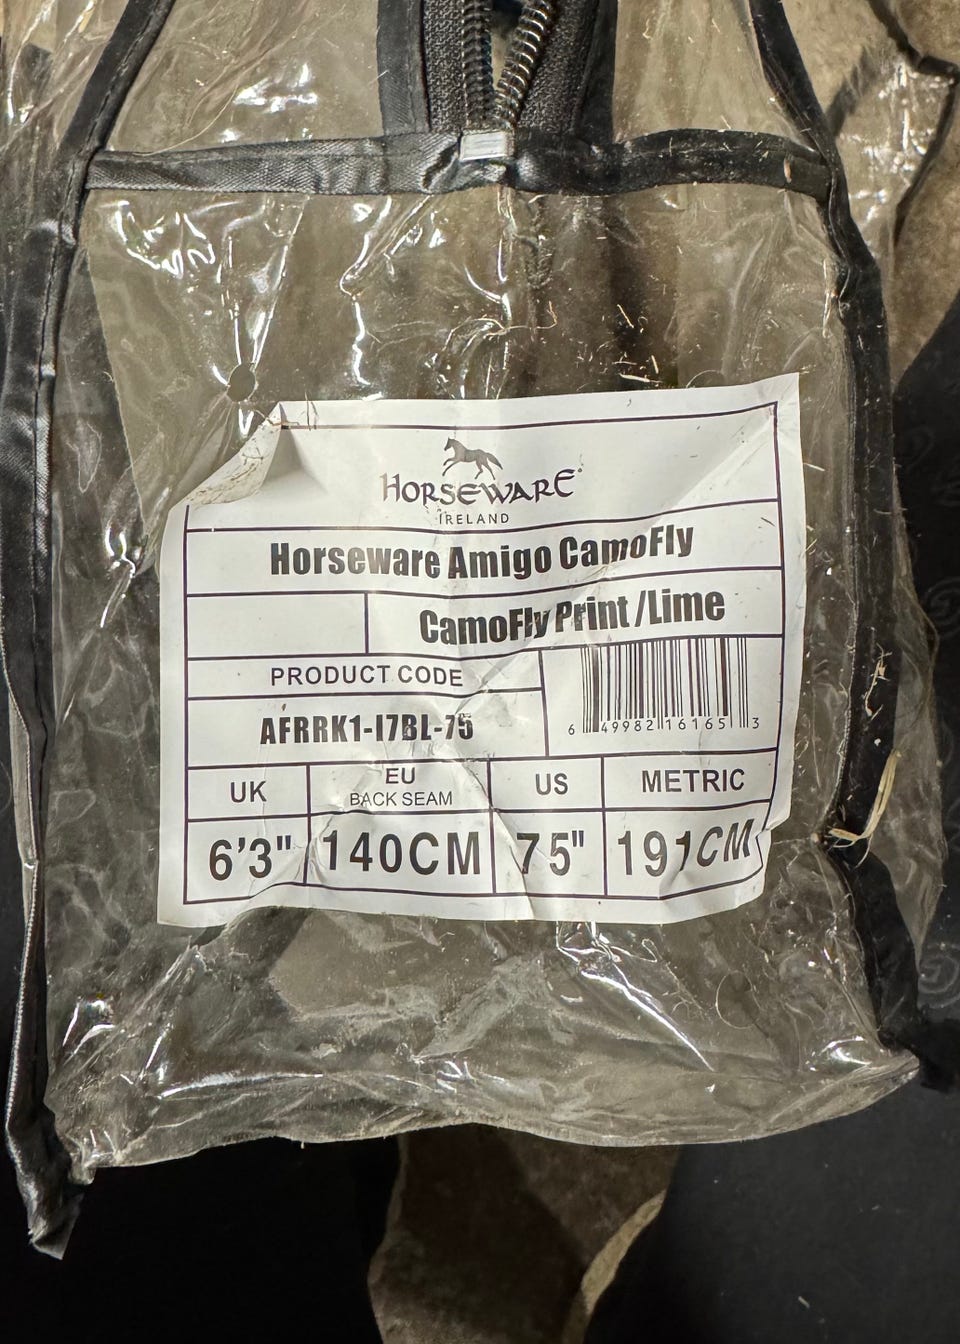 HORSEWARE
IRELAND
Horseware Amigo CamoFly
CamoFly Print /Lime
PRODUCT CODE
AFRRK1-I7BL-75
6 49982 16165 3
UK
EU
BACK SEAM
US
METRIC
6'3"
140CM
75"
191CM